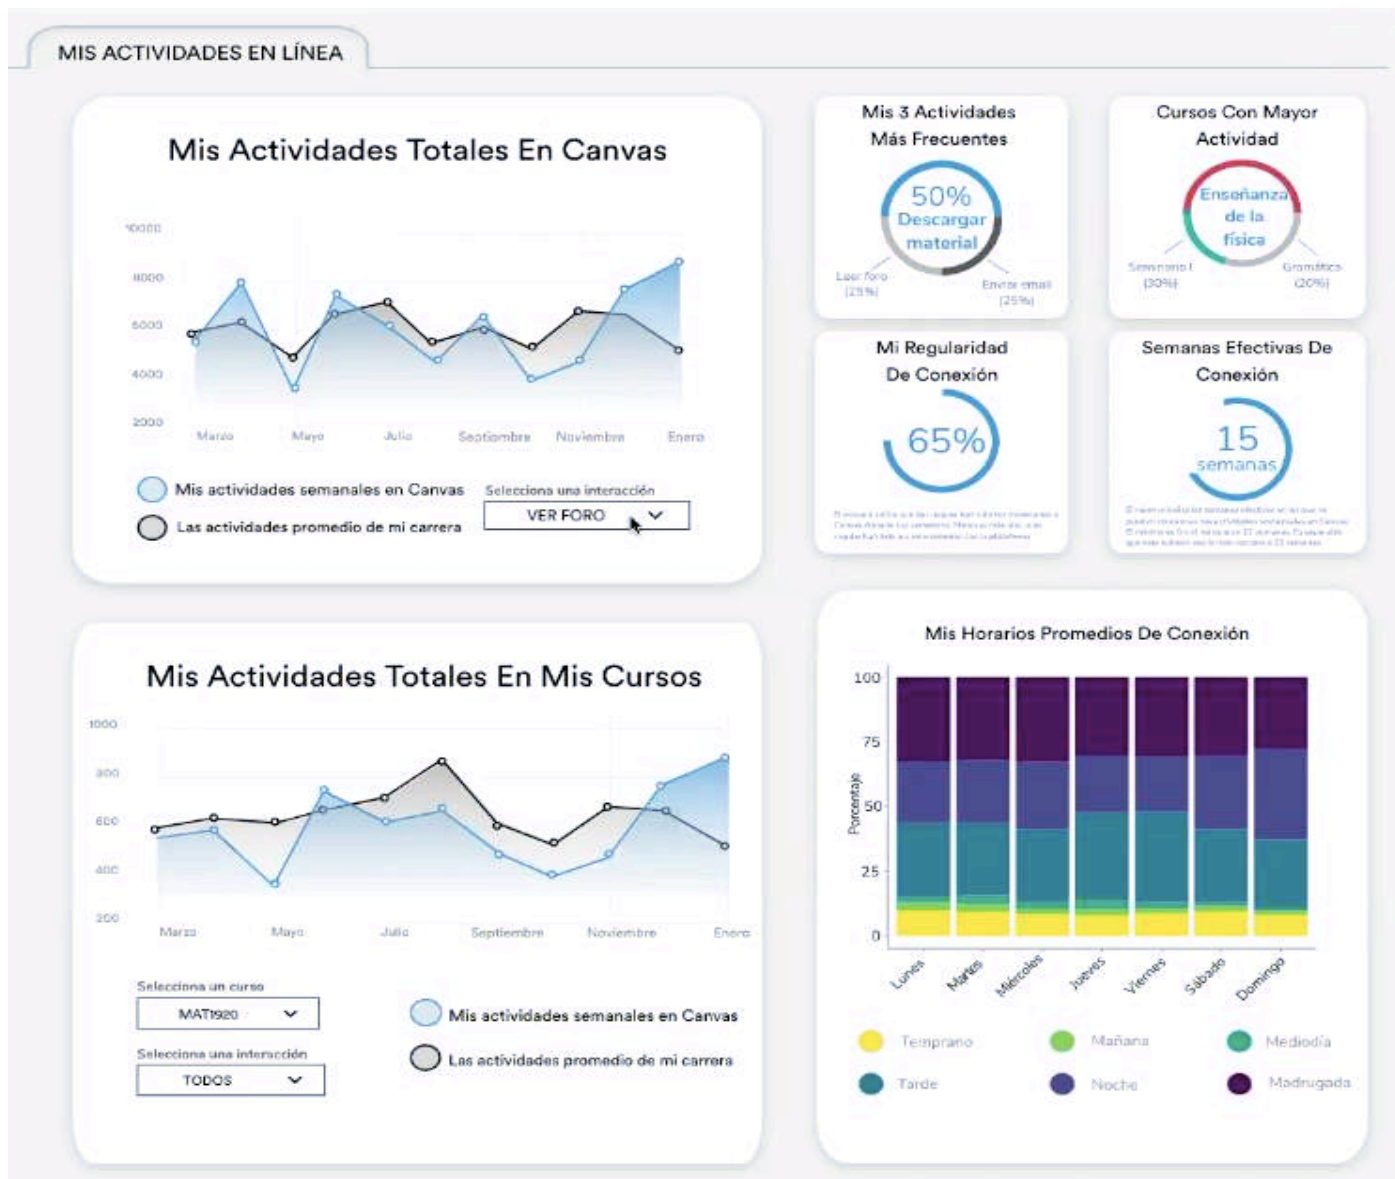 MIS ACTIVIDADES EN LÍNEA
Mis Actividades Totales En Canvas
10000
8000
6000
4000
2000
Marzo Mayo Julio Septiembre Noviembre Enero
Mis actividades semanales en Canvas
Las actividades promedio de mi carrera
Selecciona una interacción
VER FORO
Mis 3 Actividades
Más Frecuentes
50%
Descargar
material
Leer foro
(25%)
Enviar email
(25%)
Cursos Con Mayor
Actividad
Enseñanza
de la
física
Seminario I
(30%)
Gramática
(20%)
Mi Regularidad
De Conexión
65%
Semanas Efectivas De
Conexión
15
semanas
Mis Actividades Totales En Mis Cursos
1000
800
600
400
200
Marzo Mayo Julio Septiembre Noviembre Enero
Selecciona un curso
MAT1920
Selecciona una interacción
TODOS
Mis actividades semanales en Canvas
Las actividades promedio de mi carrera
Mis Horarios Promedios De Conexión
Porcentaje
100
75
50
25
0
Lunes Martes Miércoles Jueves Viernes Sábado Domingo
Temprano Mañana Mediodía
Tarde Noche Madrugada